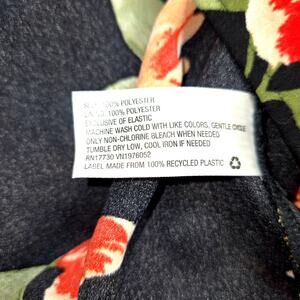 100% POLYESTER
100% POLYESTER
EXCLUSIVE OF ELASTIC
MACHINE WASH COLD WITH LIKE COLORS, GENTLE CYCLE
ONLY NON-CHLORINE BLEACH WHEN NEEDED
TUMBLE DRY LOW, COOL IRON IF NEEDED
RN17730 VN1976052
LABEL MADE FROM 100% RECYCLED PLASTIC